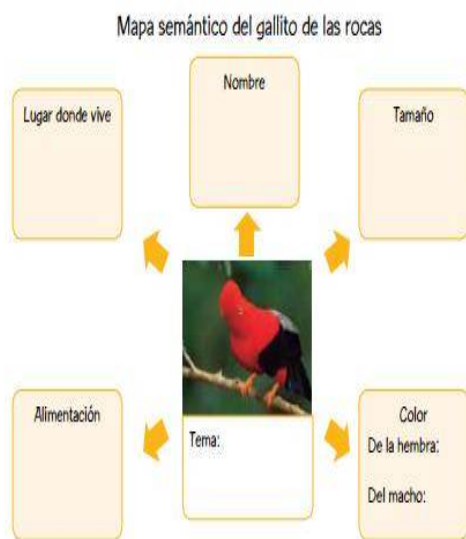 Mapa semántico del gallito de las rocas
Nombre
Lugar donde vive
Tamaño
Alimentación
Tema:
Color
De la hembra:
Del macho: